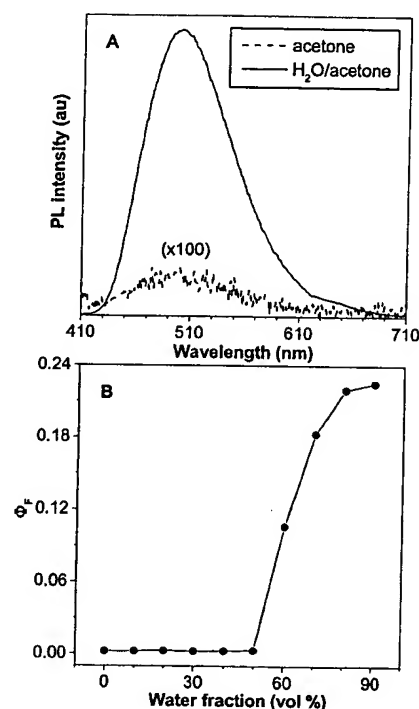 A
acetone
H₂O/acetone
PL intensity (au)
(x100)
410 510 610 710
Wavelength (nm)
B
0.24
0.18
0.12
0.06
0.00
Φ_F
0 30 60 90
Water fraction (vol %)